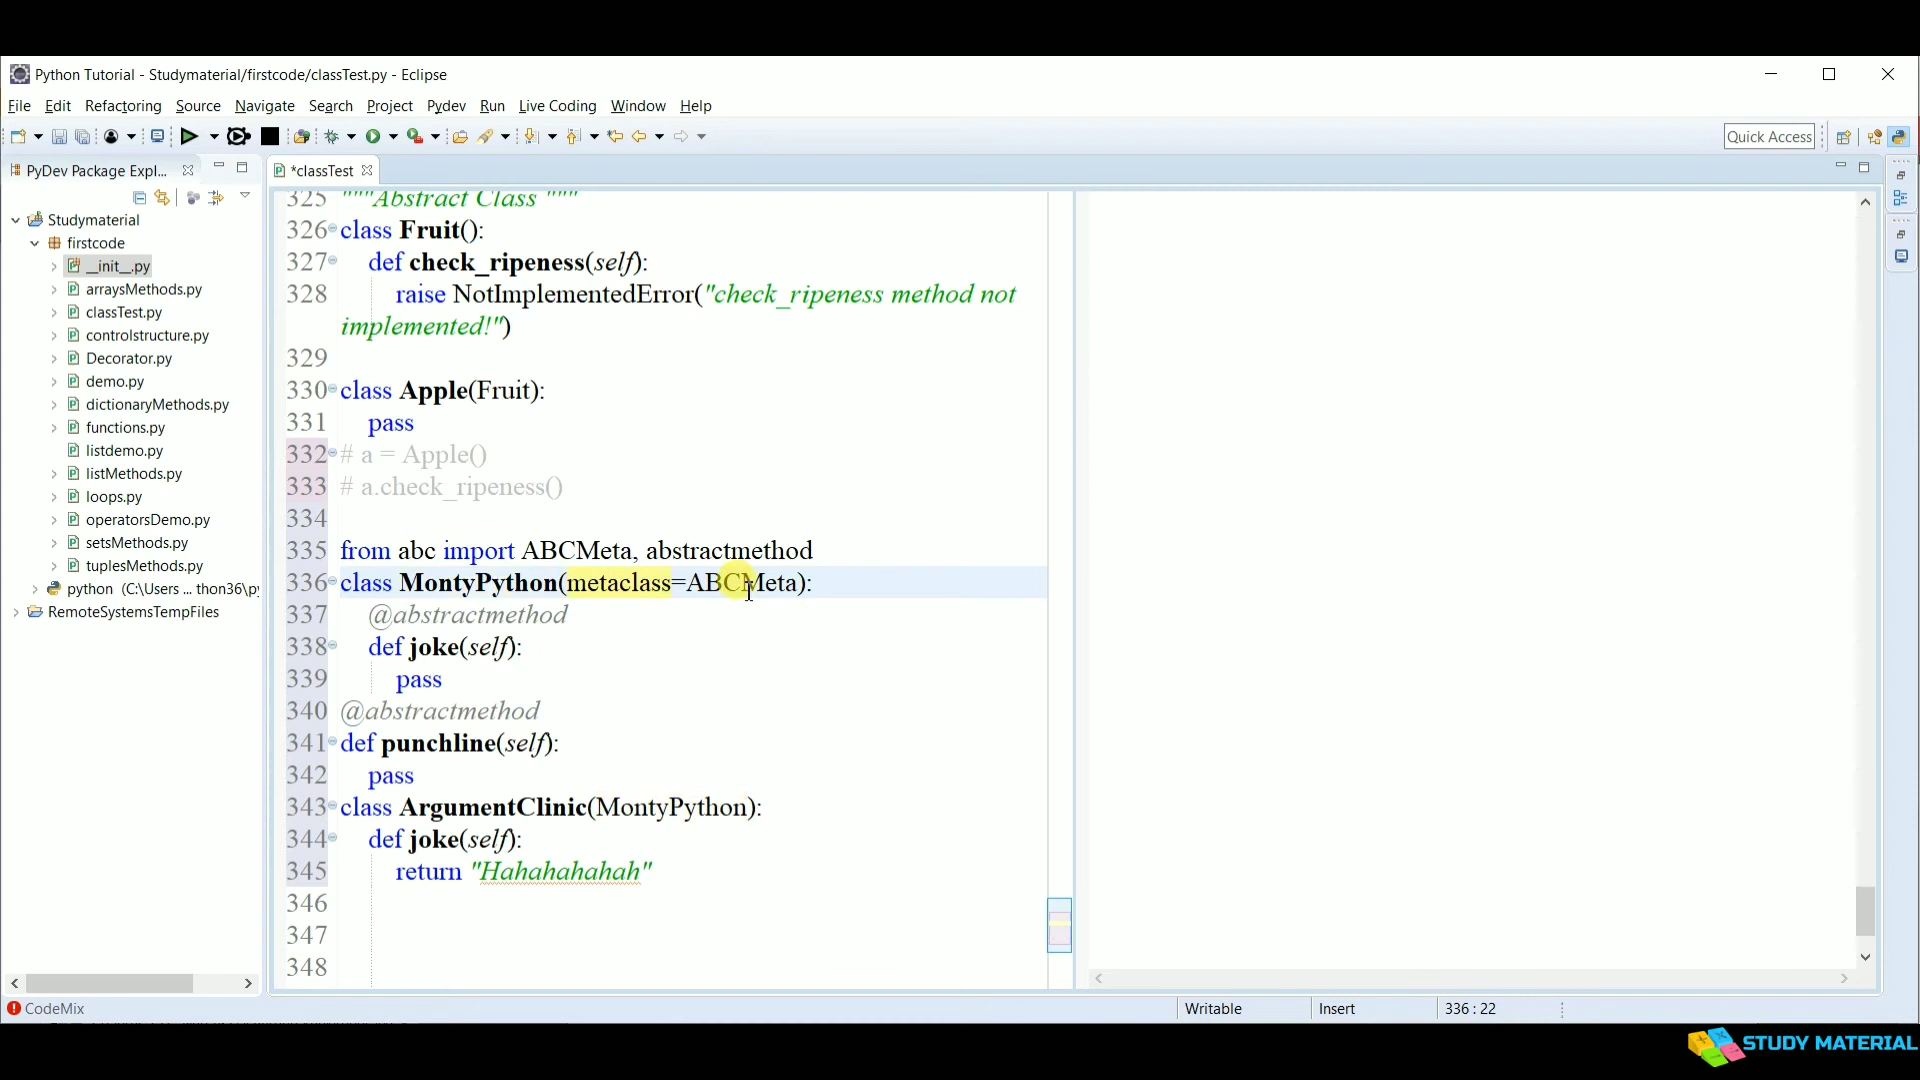 Python Tutorial - Studymaterial/firstcode/classTest.py - Eclipse
File Edit Refactoring Source Navigate Search Project Pydev Run Live Coding Window Help
Quick Access
PyDev Package Expl...
*classTest
Studymaterial
firstcode
__init__.py
arraysMethods.py
classTest.py
controlstructure.py
Decorator.py
demo.py
dictionaryMethods.py
functions.py
listdemo.py
listMethods.py
loops.py
operatorsDemo.py
setsMethods.py
tuplesMethods.py
python (C:\Users ... thon36\py
RemoteSystemsTempFiles
325 """Abstract Class """
326 class Fruit():
327 def check_ripeness(self):
328 raise NotImplementedError("check_ripeness method not
implemented!")
329
330 class Apple(Fruit):
331 pass
332 # a = Apple()
333 # a.check_ripeness()
334
335 from abc import ABCMeta, abstractmethod
336 class MontyPython(metaclass=ABCMeta):
337 @abstractmethod
338 def joke(self):
339 pass
340 @abstractmethod
341 def punchline(self):
342 pass
343 class ArgumentClinic(MontyPython):
344 def joke(self):
345 return "Hahahahahah"
346
347
348
CodeMix
Writable Insert 336 : 22
STUDY MATERIAL